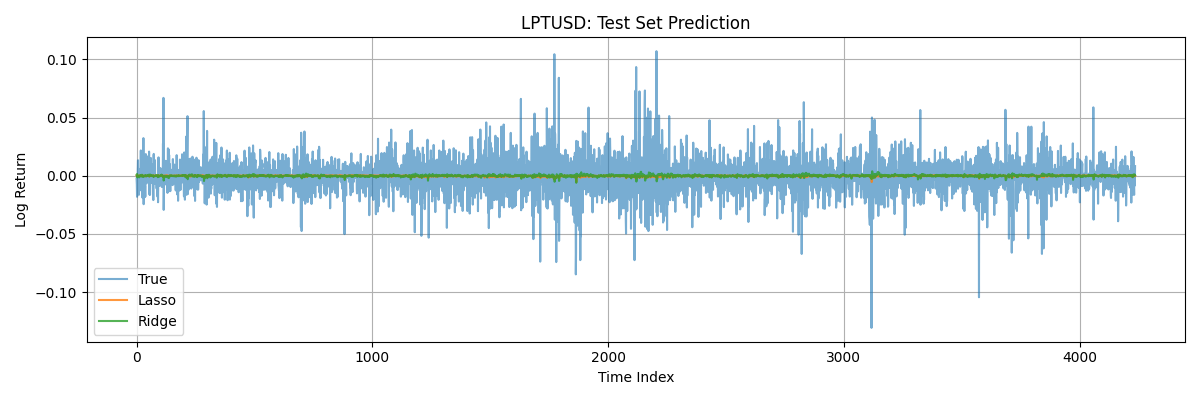 LPTUSD: Test Set Prediction
0.10
0.05
0.00
−0.05
−0.10
Log Return
True
Lasso
Ridge
0
1000
2000
3000
4000
Time Index